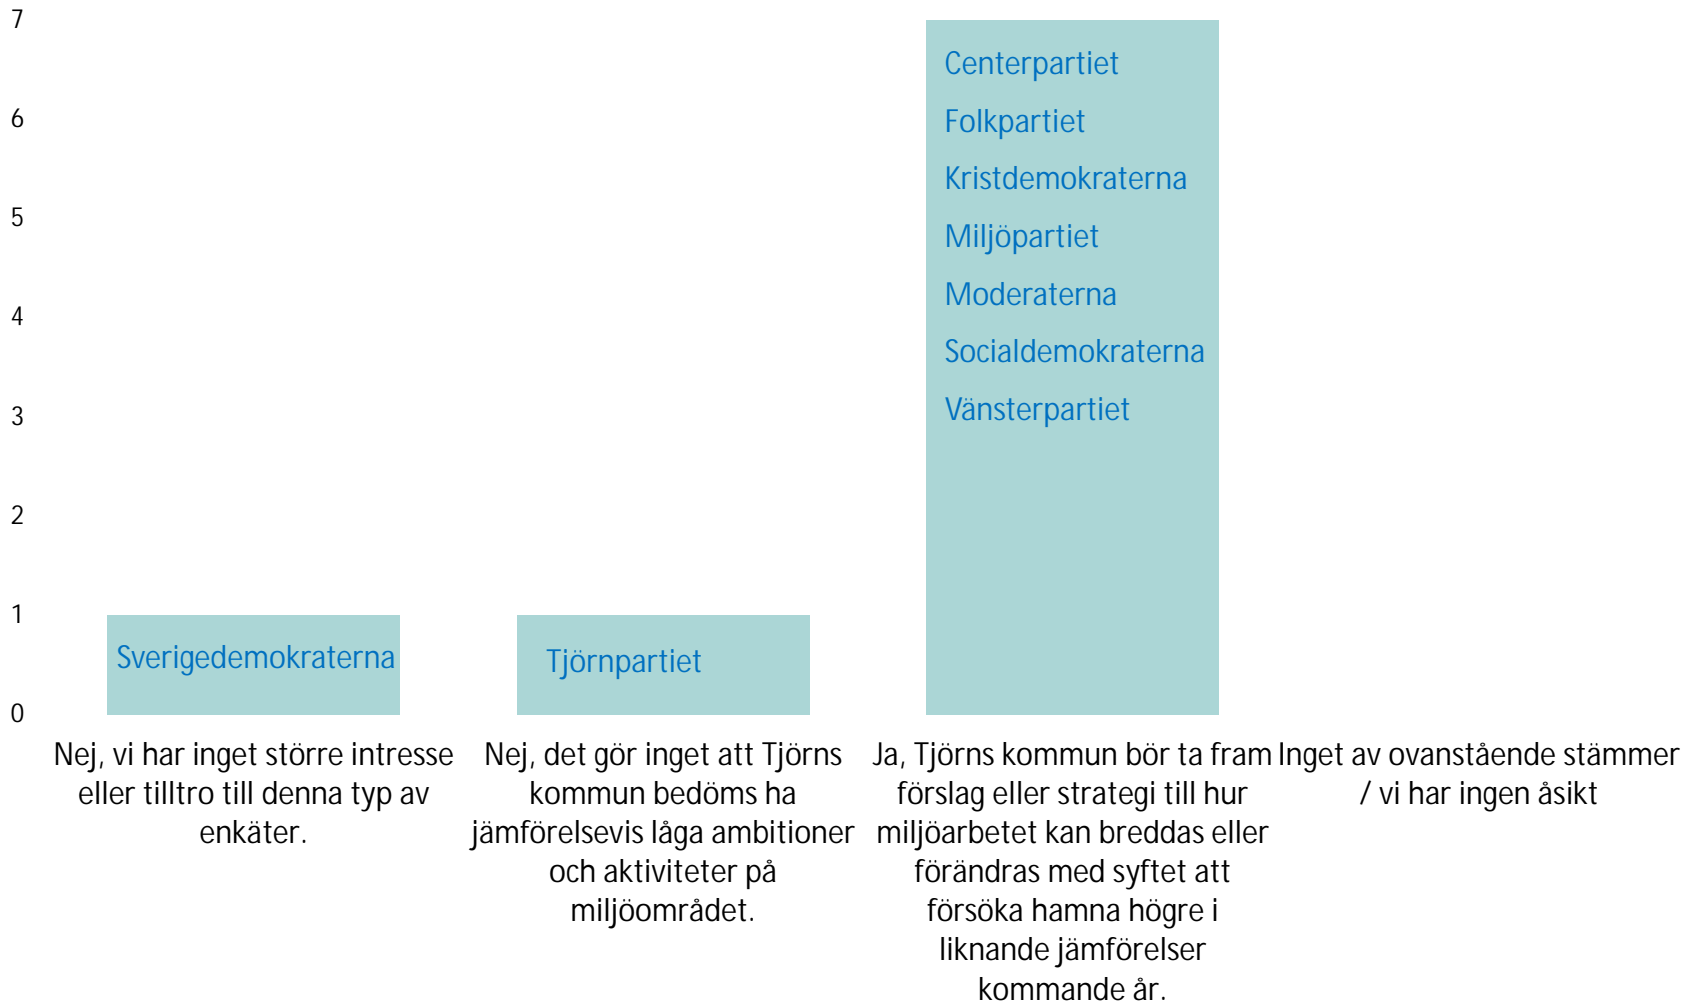 7
6
5
4
3
2
1
0
Centerpartiet
Folkpartiet
Kristdemokraterna
Miljöpartiet
Moderaterna
Socialdemokraterna
Vänsterpartiet
Sverigedemokraterna
Tjörnpartiet
Nej, vi har inget större intresse
eller tilltro till denna typ av
enkäter.
Nej, det gör inget att Tjörns
kommun bedöms ha
jämförelsevis låga ambitioner
och aktiviteter på
miljöområdet.
Ja, Tjörns kommun bör ta fram
förslag eller strategi till hur
miljöarbetet kan breddas eller
förändras med syftet att
försöka hamna högre i
liknande jämförelser
kommande år.
Inget av ovanstående stämmer
/ vi har ingen åsikt